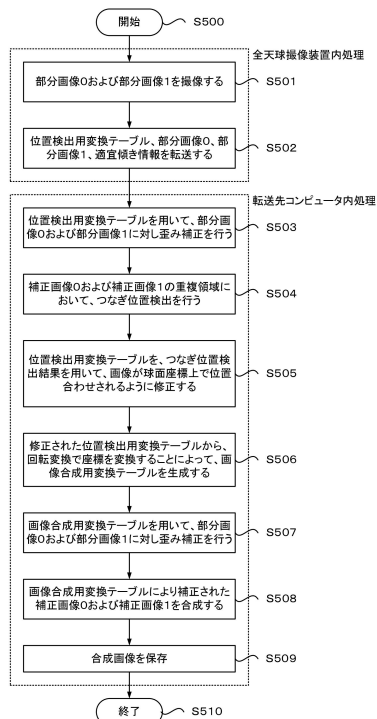 開始
S500
全天球撮像装置内処理
部分画像0および部分画像1を撮像する
S501
位置検出用変換テーブル、部分画像0、部
分画像1、適宜傾き情報を転送する
S502
転送先コンピュータ内処理
位置検出用変換テーブルを用いて、部分画
像0および部分画像1に対し歪み補正を行う
S503
補正画像0および補正画像1の重複領域に
おいて、つなぎ位置検出を行う
S504
位置検出用変換テーブルを、つなぎ位置検
出結果を用いて、画像が球面座標上で位置
合わせされるように修正する
S505
修正された位置検出用変換テーブルから、
回転変換で座標を変換することによって、画
像合成用変換テーブルを生成する
S506
画像合成用変換テーブルを用いて、部分画
像0および部分画像1に対し歪み補正を行う
S507
画像合成用変換テーブルにより補正された
補正画像0および補正画像1を合成する
S508
合成画像を保存
S509
終了
S510